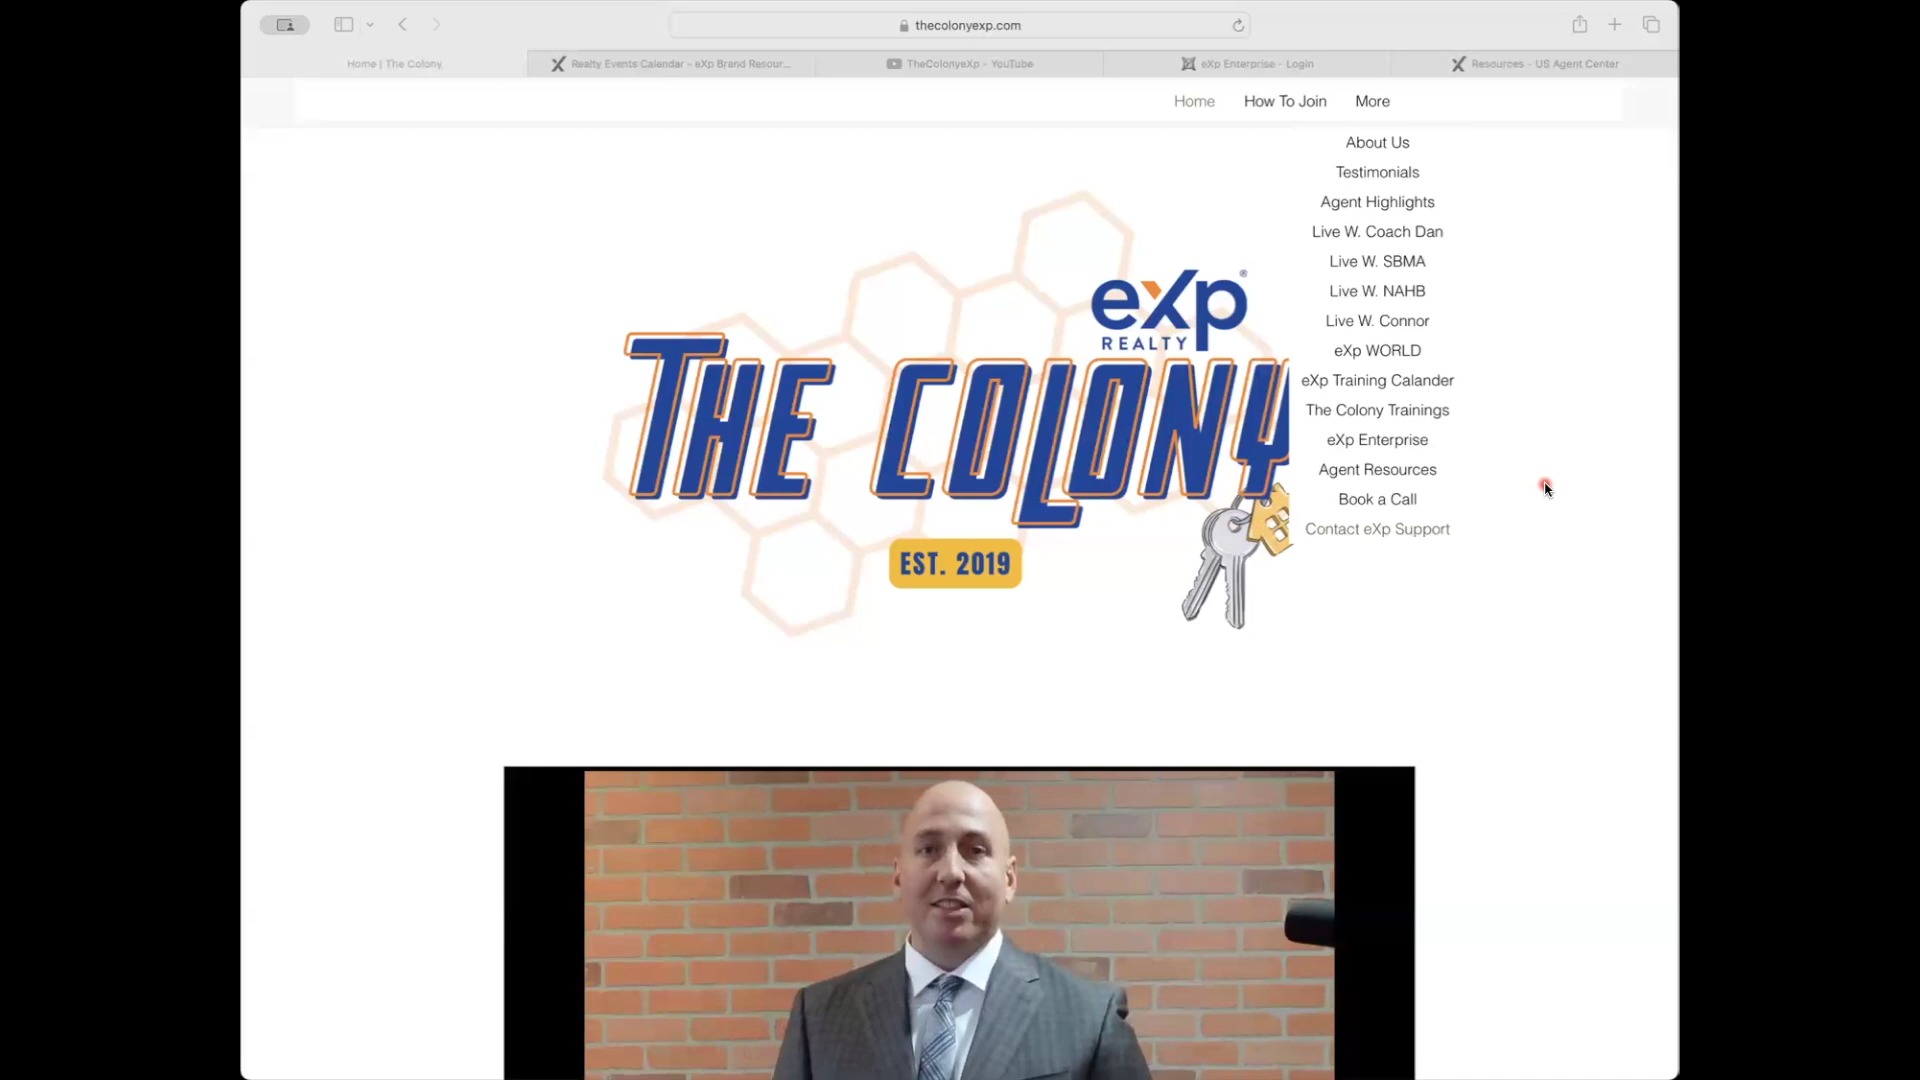 thecolonyexp.com
Home | The Colony,
Realty Events Calendar – eXp Brand Resour...
TheColonyeXp - YouTube
eXp Enterprise - Login
Resources - US Agent Center
Home
How To Join
More
About Us
Testimonials
Agent Highlights
Live W. Coach Dan
Live W. SBMA
Live W. NAHB
Live W. Connor
eXp WORLD
eXp Training Calander
The Colony Trainings
eXp Enterprise
Agent Resources
Book a Call
Contact eXp Support
eXp®
REALTY
THE COLONY
EST. 2019